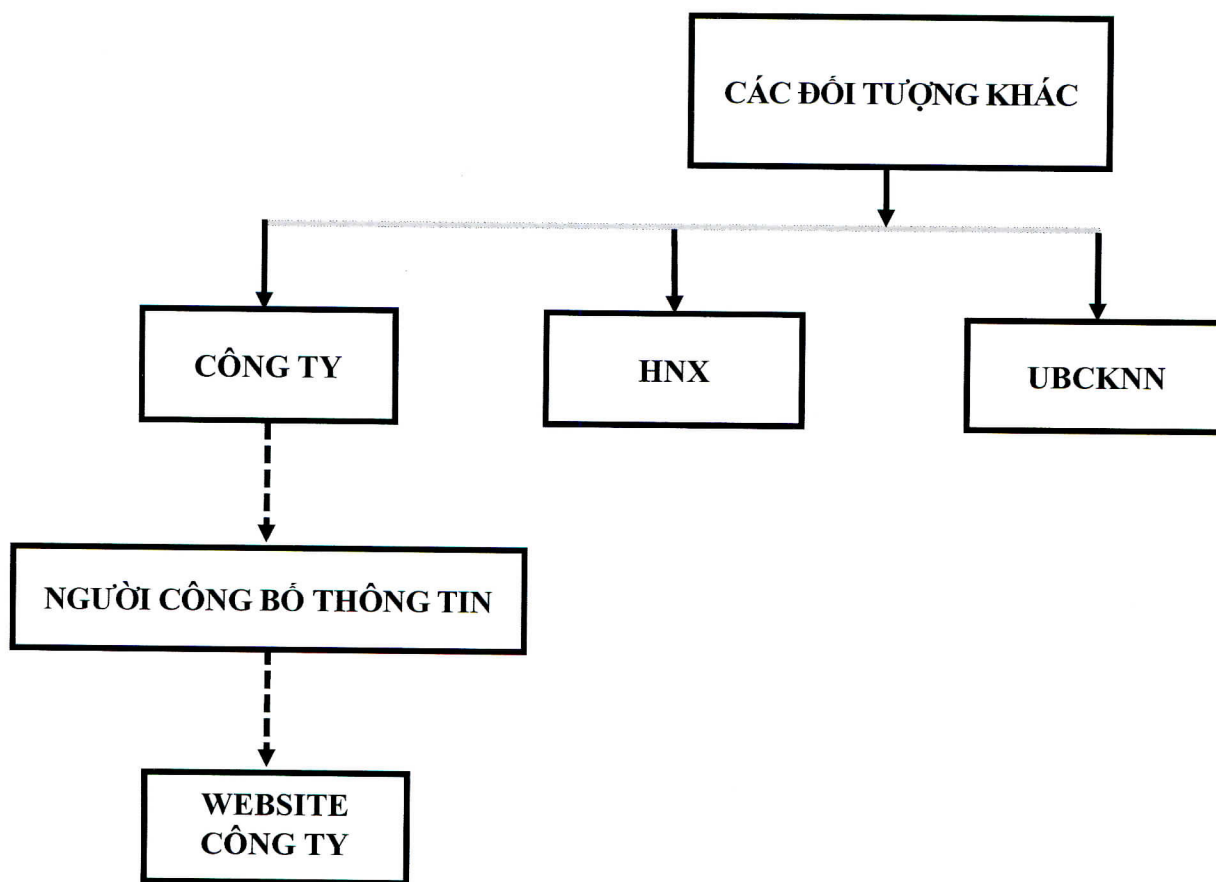 CÁC ĐỐI TƯỢNG KHÁC
CÔNG TY
HNX
UBCKNN
NGƯỜI CÔNG BỐ THÔNG TIN
WEBSITE
CÔNG TY